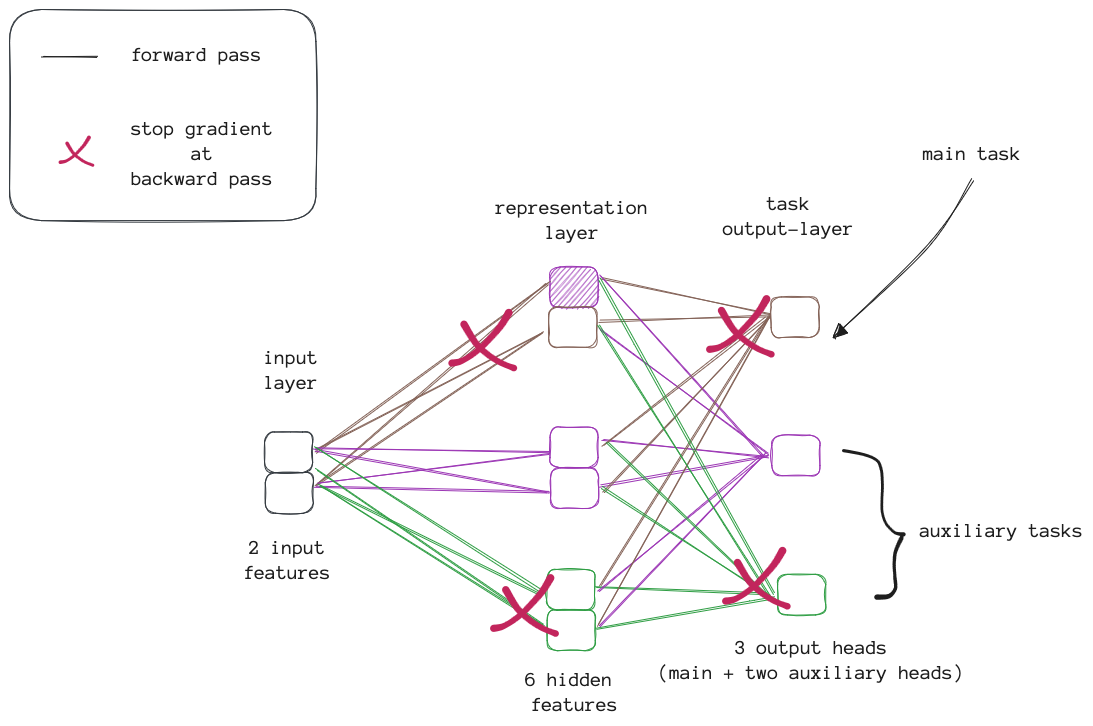 forward pass
stop gradient
at
backward pass
main task
representation
layer
task
output-layer
input
layer
2 input
features
auxiliary tasks
3 output heads
(main + two auxiliary heads)
6 hidden
features